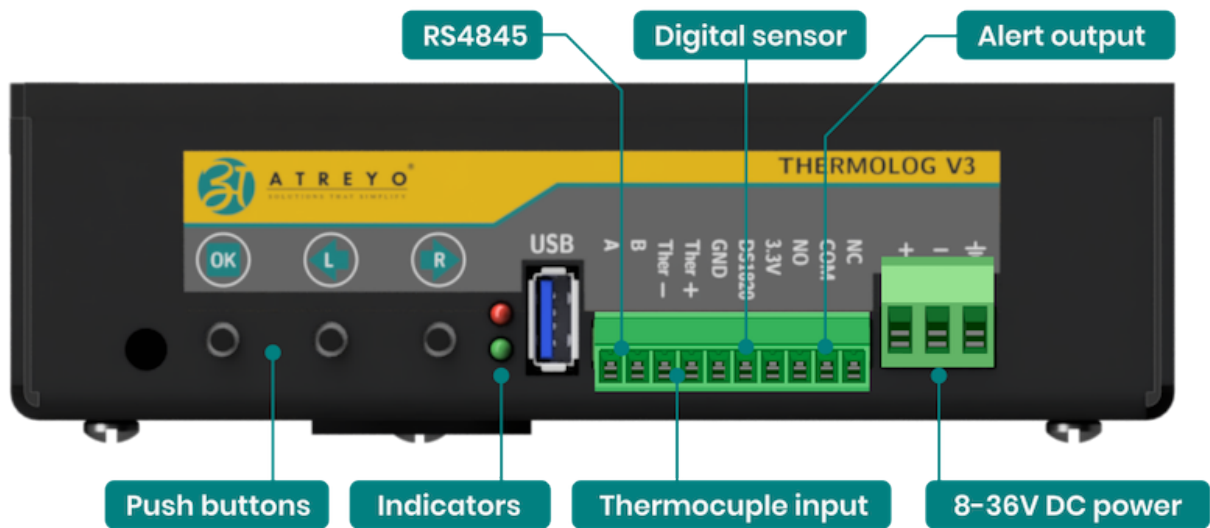 RS4845
Digital sensor
Alert output
ATREYO®
SOLUTIONS THAT SIMPLIFY
THERMOLOG V3
OK
L
R
USB
A
B
Ther −
Ther +
GND
DS1820
3.3V
NO
COM
NC
+
−
Push buttons
Indicators
Thermocuple input
8-36V DC power